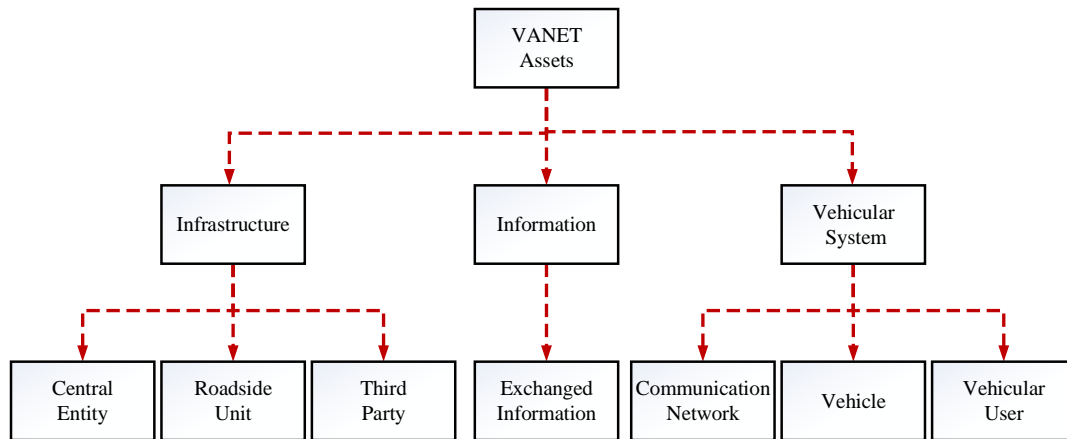 VANET
Assets
Infrastructure
Information
Vehicular
System
Central
Entity
Roadside
Unit
Third
Party
Exchanged
Information
Communication
Network
Vehicle
Vehicular
User